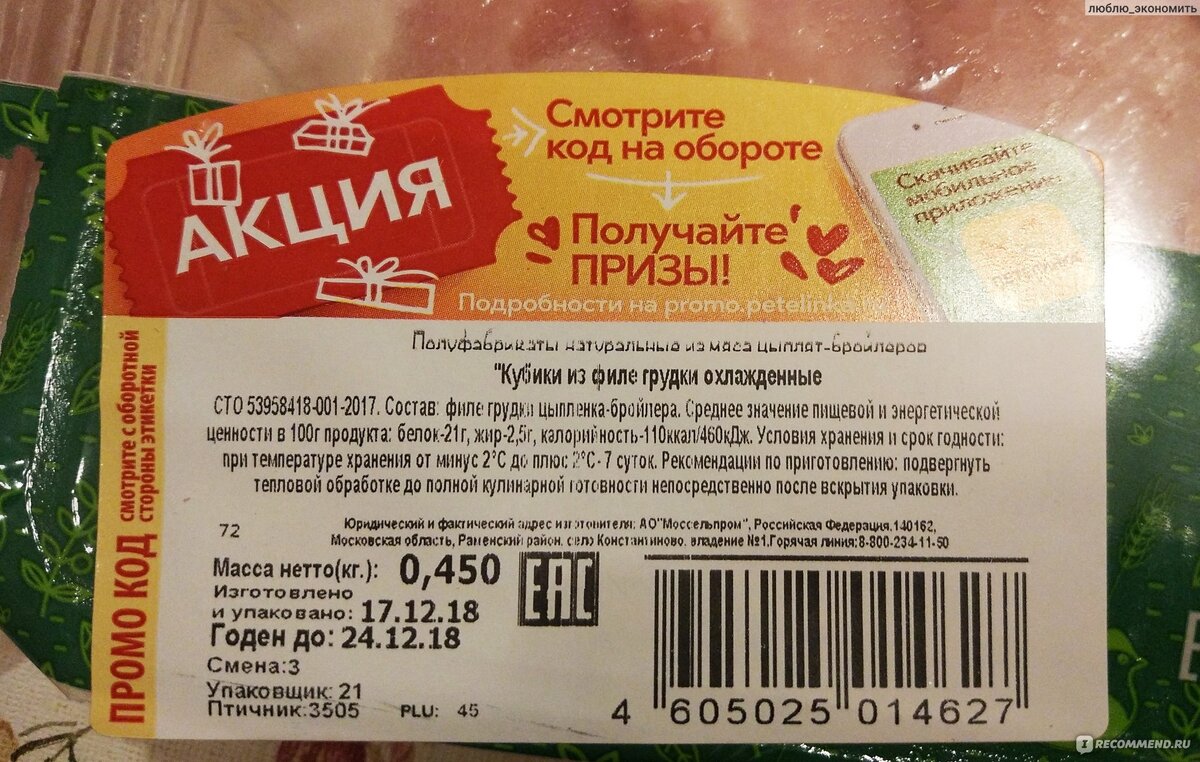 люблю_экономить
АКЦИЯ
Смотрите
код на обороте
Получайте
ПРИЗЫ!
Подробности на promo.petelinka
Скачивайте
мобильное
приложение
ПРОМО КОД смотрите с оборотной
стороны этикетки
Полуфабрикаты натуральные из мяса цыплят-бройлеров
"Кубики из филе грудки охлажденные
СТО 53958418-001-2017. Состав: филе грудки цыпленка-бройлера. Среднее значение пищевой и энергетической
ценности в 100г продукта: белок-21г, жир-2,5г, калорийность-110ккал/460кДж. Условия хранения и срок годности:
при температуре хранения от минус 2°С до плюс 2°С-7 суток. Рекомендации по приготовлению: подвергнуть
тепловой обработке до полной кулинарной готовности непосредственно после вскрытия упаковки.
72
Юридический и фактический адрес изготовителя: АО"Моссельпром", Российская Федерация.140162,
Московская область, Раменский район. село Константиново. владение №1.Горячая линия:8-800-234-11-50
Масса нетто(кг.): 0,450
Изготовлено
и упаковано: 17.12.18
Годен до: 24.12.18
Смена:3
Упаковщик: 21
Птичник:3505 PLU: 45
EAC
4 605025 014627
IRECOMMEND.RU